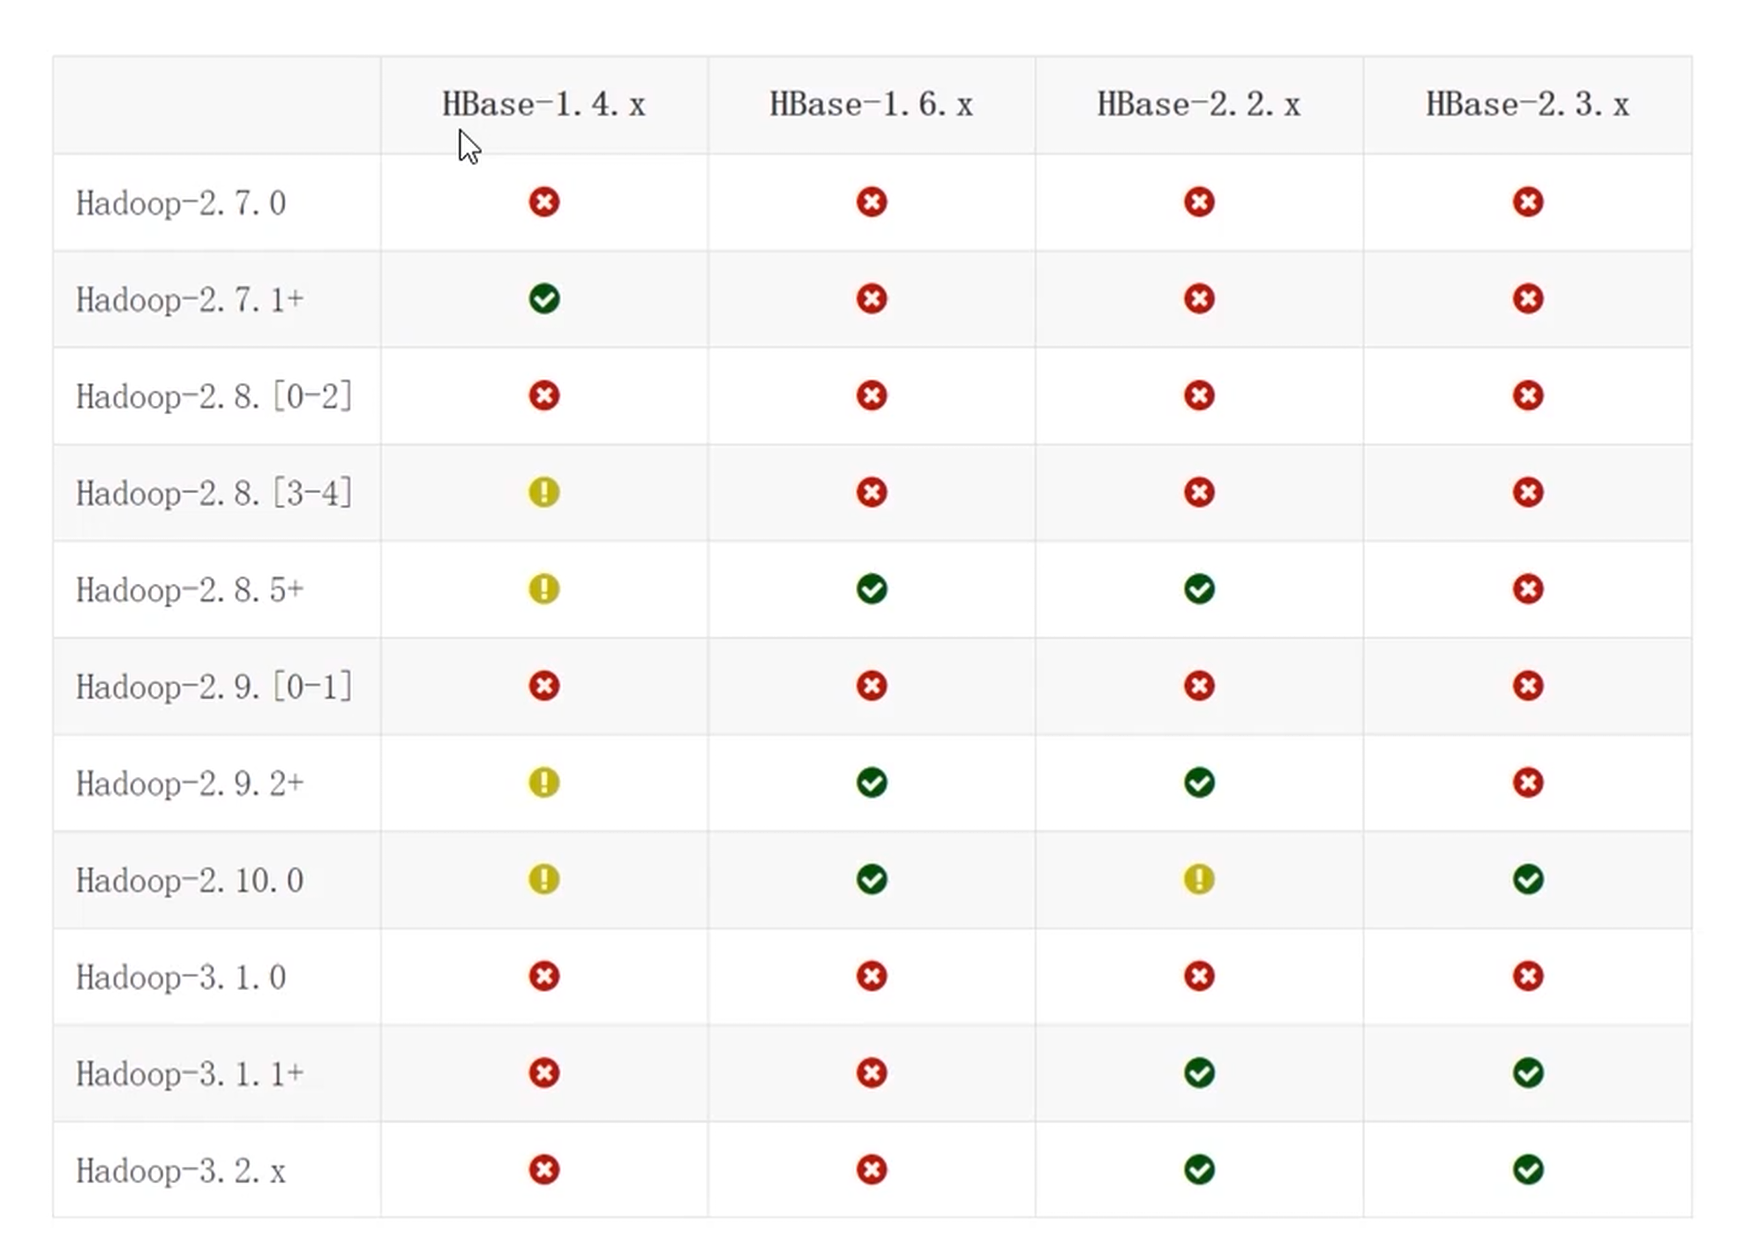 HBase-1.4.x HBase-1.6.x HBase-2.2.x HBase-2.3.x
Hadoop-2.7.0
Hadoop-2.7.1+
Hadoop-2.8.[0-2]
Hadoop-2.8.[3-4]
Hadoop-2.8.5+
Hadoop-2.9.[0-1]
Hadoop-2.9.2+
Hadoop-2.10.0
Hadoop-3.1.0
Hadoop-3.1.1+
Hadoop-3.2.x